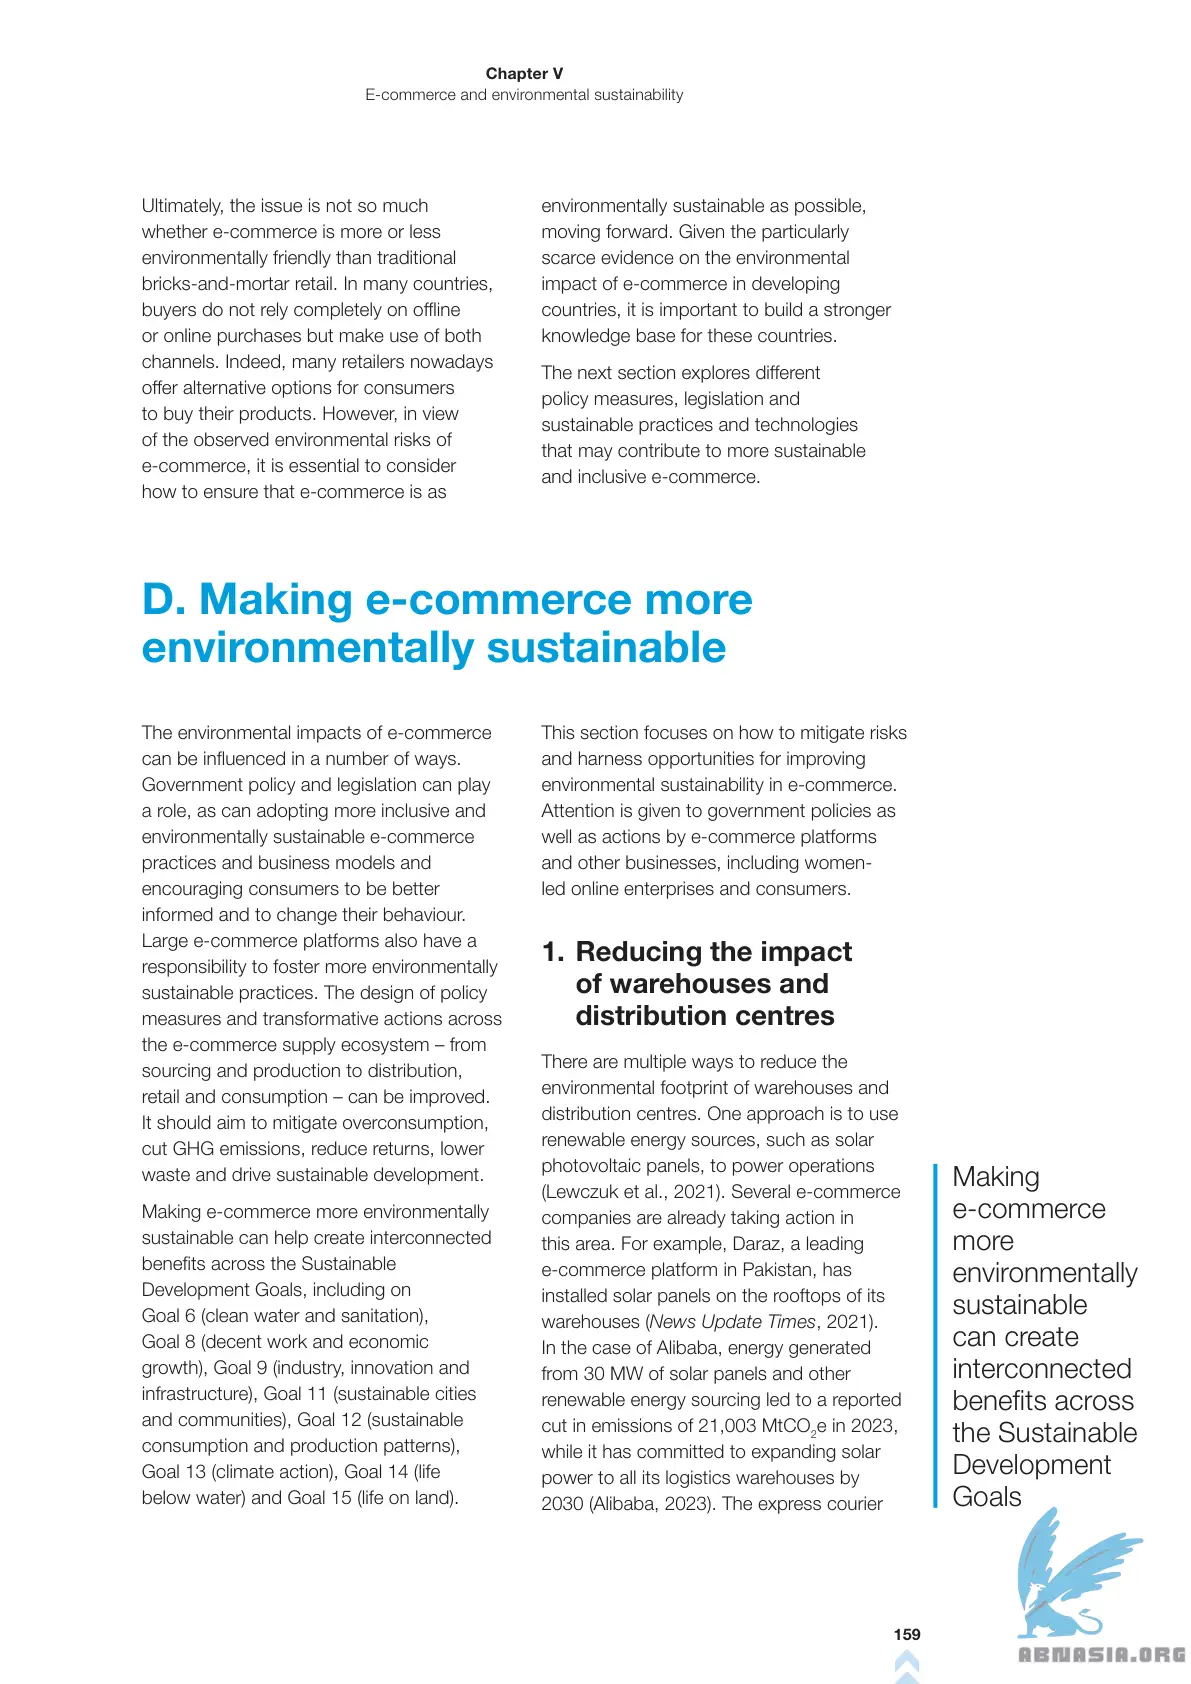 Chapter V
E-commerce and environmental sustainability
Ultimately, the issue is not so much
whether e-commerce is more or less
environmentally friendly than traditional
bricks-and-mortar retail. In many countries,
buyers do not rely completely on offline
or online purchases but make use of both
channels. Indeed, many retailers nowadays
offer alternative options for consumers
to buy their products. However, in view
of the observed environmental risks of
e-commerce, it is essential to consider
how to ensure that e-commerce is as
environmentally sustainable as possible,
moving forward. Given the particularly
scarce evidence on the environmental
impact of e-commerce in developing
countries, it is important to build a stronger
knowledge base for these countries.
The next section explores different
policy measures, legislation and
sustainable practices and technologies
that may contribute to more sustainable
and inclusive e-commerce.
D. Making e-commerce more
environmentally sustainable
The environmental impacts of e-commerce
can be influenced in a number of ways.
Government policy and legislation can play
a role, as can adopting more inclusive and
environmentally sustainable e-commerce
practices and business models and
encouraging consumers to be better
informed and to change their behaviour.
Large e-commerce platforms also have a
responsibility to foster more environmentally
sustainable practices. The design of policy
measures and transformative actions across
the e-commerce supply ecosystem – from
sourcing and production to distribution,
retail and consumption – can be improved.
It should aim to mitigate overconsumption,
cut GHG emissions, reduce returns, lower
waste and drive sustainable development.
Making e-commerce more environmentally
sustainable can help create interconnected
benefits across the Sustainable
Development Goals, including on
Goal 6 (clean water and sanitation),
Goal 8 (decent work and economic
growth), Goal 9 (industry, innovation and
infrastructure), Goal 11 (sustainable cities
and communities), Goal 12 (sustainable
consumption and production patterns),
Goal 13 (climate action), Goal 14 (life
below water) and Goal 15 (life on land).
This section focuses on how to mitigate risks
and harness opportunities for improving
environmental sustainability in e-commerce.
Attention is given to government policies as
well as actions by e-commerce platforms
and other businesses, including women-
led online enterprises and consumers.
1. Reducing the impact
of warehouses and
distribution centres
There are multiple ways to reduce the
environmental footprint of warehouses and
distribution centres. One approach is to use
renewable energy sources, such as solar
photovoltaic panels, to power operations
(Lewczuk et al., 2021). Several e-commerce
companies are already taking action in
this area. For example, Daraz, a leading
e-commerce platform in Pakistan, has
installed solar panels on the rooftops of its
warehouses (News Update Times, 2021).
In the case of Alibaba, energy generated
from 30 MW of solar panels and other
renewable energy sourcing led to a reported
cut in emissions of 21,003 MtCO2e in 2023,
while it has committed to expanding solar
power to all its logistics warehouses by
2030 (Alibaba, 2023). The express courier
Making
e-commerce
more
environmentally
sustainable
can create
interconnected
benefits across
the Sustainable
Development
Goals
159
ABNASIA.ORG